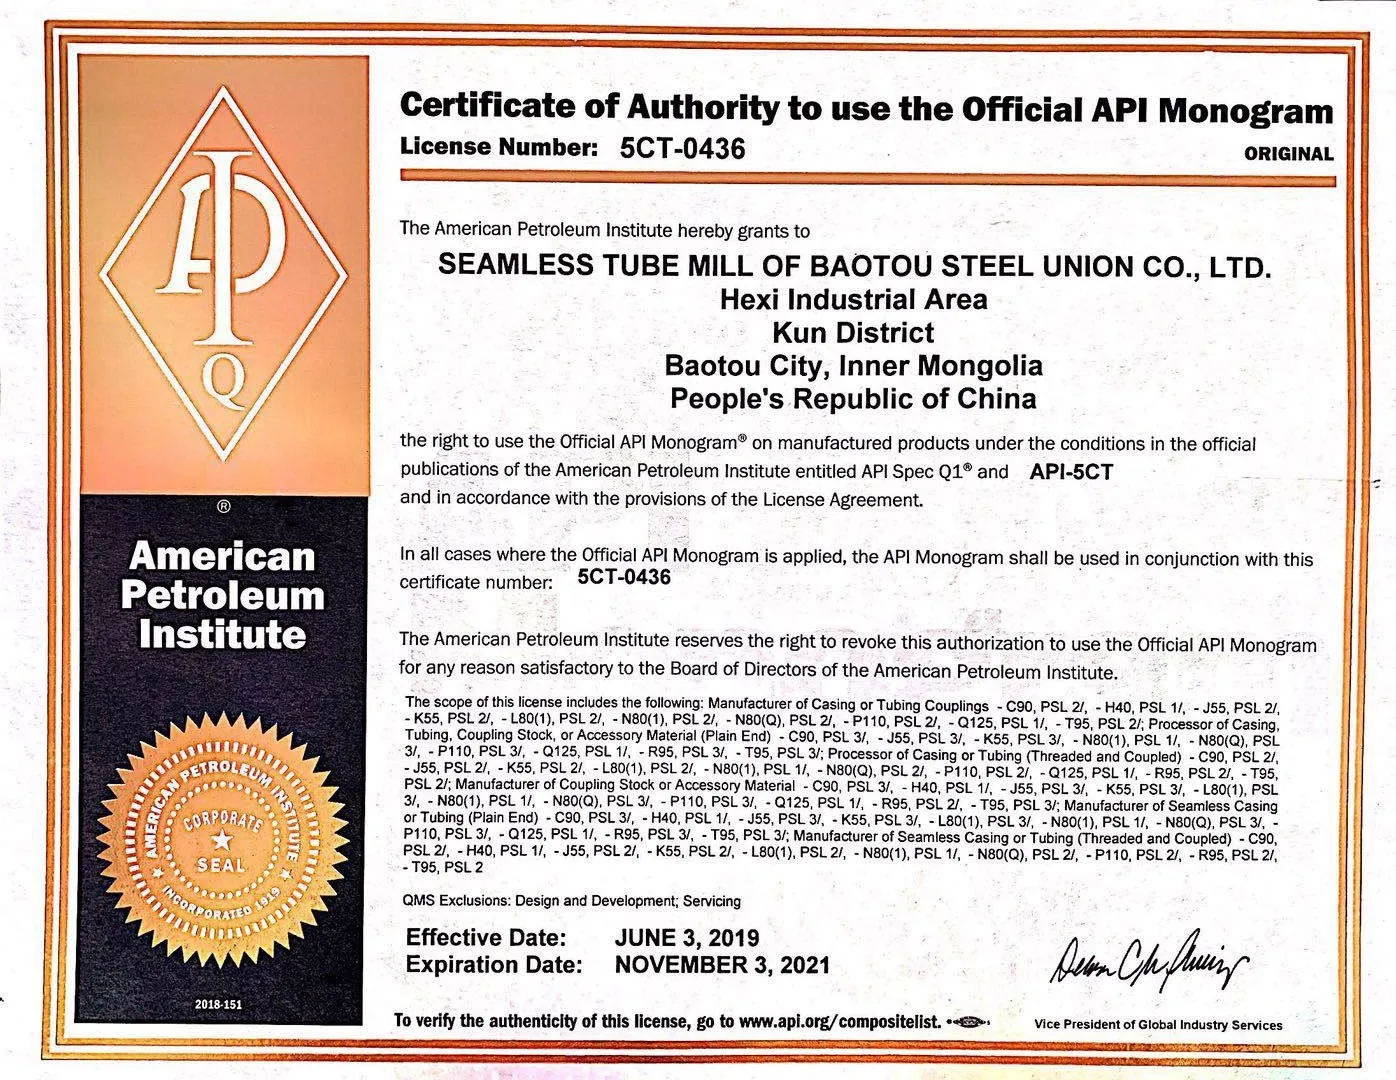 Certificate of Authority to use the Official API Monogram
License Number: 5CT-0436
ORIGINAL
The American Petroleum Institute hereby grants to
SEAMLESS TUBE MILL OF BAOTOU STEEL UNION CO., LTD.
Hexi Industrial Area
Kun District
Baotou City, Inner Mongolia
People's Republic of China
the right to use the Official API Monogram® on manufactured products under the conditions in the official
publications of the American Petroleum Institute entitled API Spec Q1® and API-5CT
and in accordance with the provisions of the License Agreement.
In all cases where the Official API Monogram is applied, the API Monogram shall be used in conjunction with this
certificate number: 5CT-0436
The American Petroleum Institute reserves the right to revoke this authorization to use the Official API Monogram
for any reason satisfactory to the Board of Directors of the American Petroleum Institute.
The scope of this license includes the following: Manufacturer of Casing or Tubing Couplings - C90, PSL 2/, - H40, PSL 1/, - J55, PSL 2/,
- K55, PSL 2/, - L80(1), PSL 2/, - N80(1), PSL 2/, - N80(Q), PSL 2/, - P110, PSL 2/, - Q125, PSL 1/, - T95, PSL 2/; Processor of Casing,
Tubing, Coupling Stock, or Accessory Material (Plain End) - C90, PSL 3/, - J55, PSL 3/, - K55, PSL 3/, - N80(1), PSL 1/, - N80(Q), PSL
3/, - P110, PSL 3/, - Q125, PSL 1/, - R95, PSL 3/, - T95, PSL 3/; Processor of Casing or Tubing (Threaded and Coupled) - C90, PSL 2/,
- J55, PSL 2/, - K55, PSL 2/, - L80(1), PSL 2/, - N80(1), PSL 1/, - N80(Q), PSL 2/, - P110, PSL 2/, - Q125, PSL 1/, - R95, PSL 2/, - T95,
PSL 2/; Manufacturer of Coupling Stock or Accessory Material - C90, PSL 3/, - H40, PSL 1/, - J55, PSL 3/, - K55, PSL 3/, - L80(1), PSL
3/, - N80(1), PSL 1/, - N80(Q), PSL 3/, - P110, PSL 3/, - Q125, PSL 1/, - R95, PSL 2/, - T95, PSL 3/; Manufacturer of Seamless Casing
or Tubing (Plain End) - C90, PSL 3/, - H40, PSL 1/, - J55, PSL 3/, - K55, PSL 3/, - L80(1), PSL 3/, - N80(1), PSL 1/, - N80(Q), PSL 3/, -
P110, PSL 3/, - Q125, PSL 1/, - R95, PSL 3/, - T95, PSL 3/; Manufacturer of Seamless Casing or Tubing (Threaded and Coupled) - C90,
PSL 2/, - H40, PSL 1/, - J55, PSL 2/, - K55, PSL 2/, - L80(1), PSL 2/, - N80(1), PSL 1/, - N80(Q), PSL 2/, - P110, PSL 2/, - R95, PSL 2/,
- T95, PSL 2
QMS Exclusions: Design and Development; Servicing
Effective Date: JUNE 3, 2019
Expiration Date: NOVEMBER 3, 2021
To verify the authenticity of this license, go to www.api.org/compositelist.
Vice President of Global Industry Services
API
Q
®
American
Petroleum
Institute
AMERICAN PETROLEUM INSTITUTE
CORPORATE
SEAL
INCORPORATED 1919
2018-151